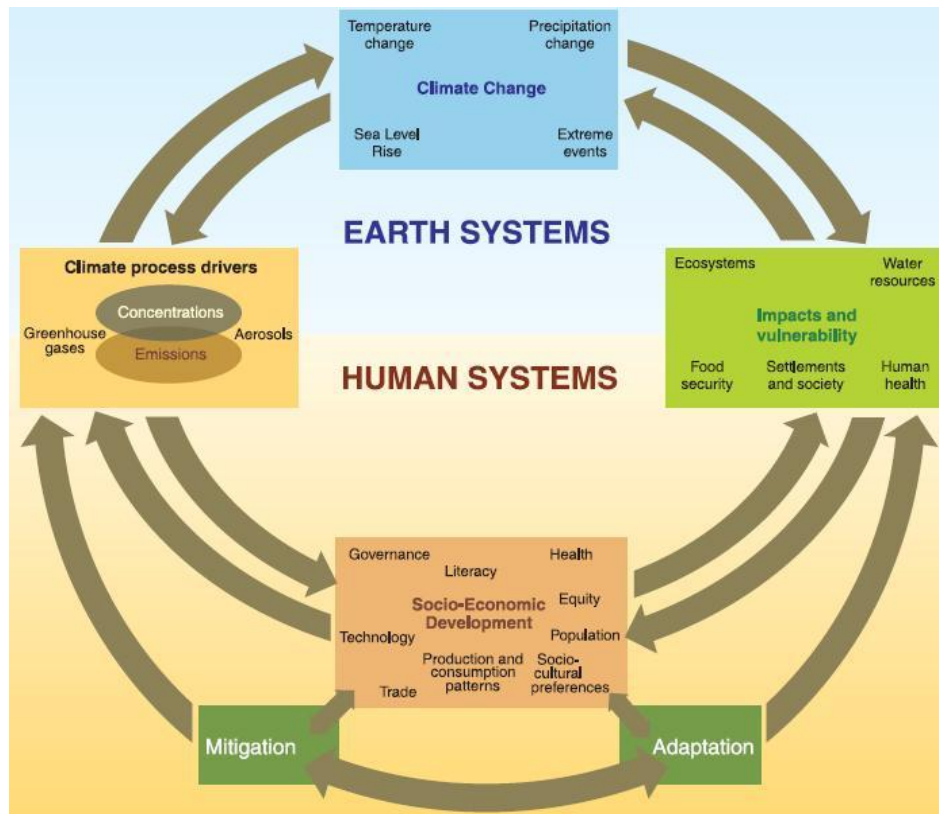 Temperature
change
Precipitation
change
Climate Change
Sea Level
Rise
Extreme
events
EARTH SYSTEMS
Climate process drivers
Concentrations
Greenhouse
gases
Aerosols
Emissions
Ecosystems
Water
resources
Impacts and
vulnerability
Food
security
Settlements
and society
Human
health
HUMAN SYSTEMS
Governance
Literacy
Health
Socio-Economic
Development
Equity
Technology
Population
Production and
consumption
patterns
Socio-
cultural
preferences
Trade
Mitigation
Adaptation